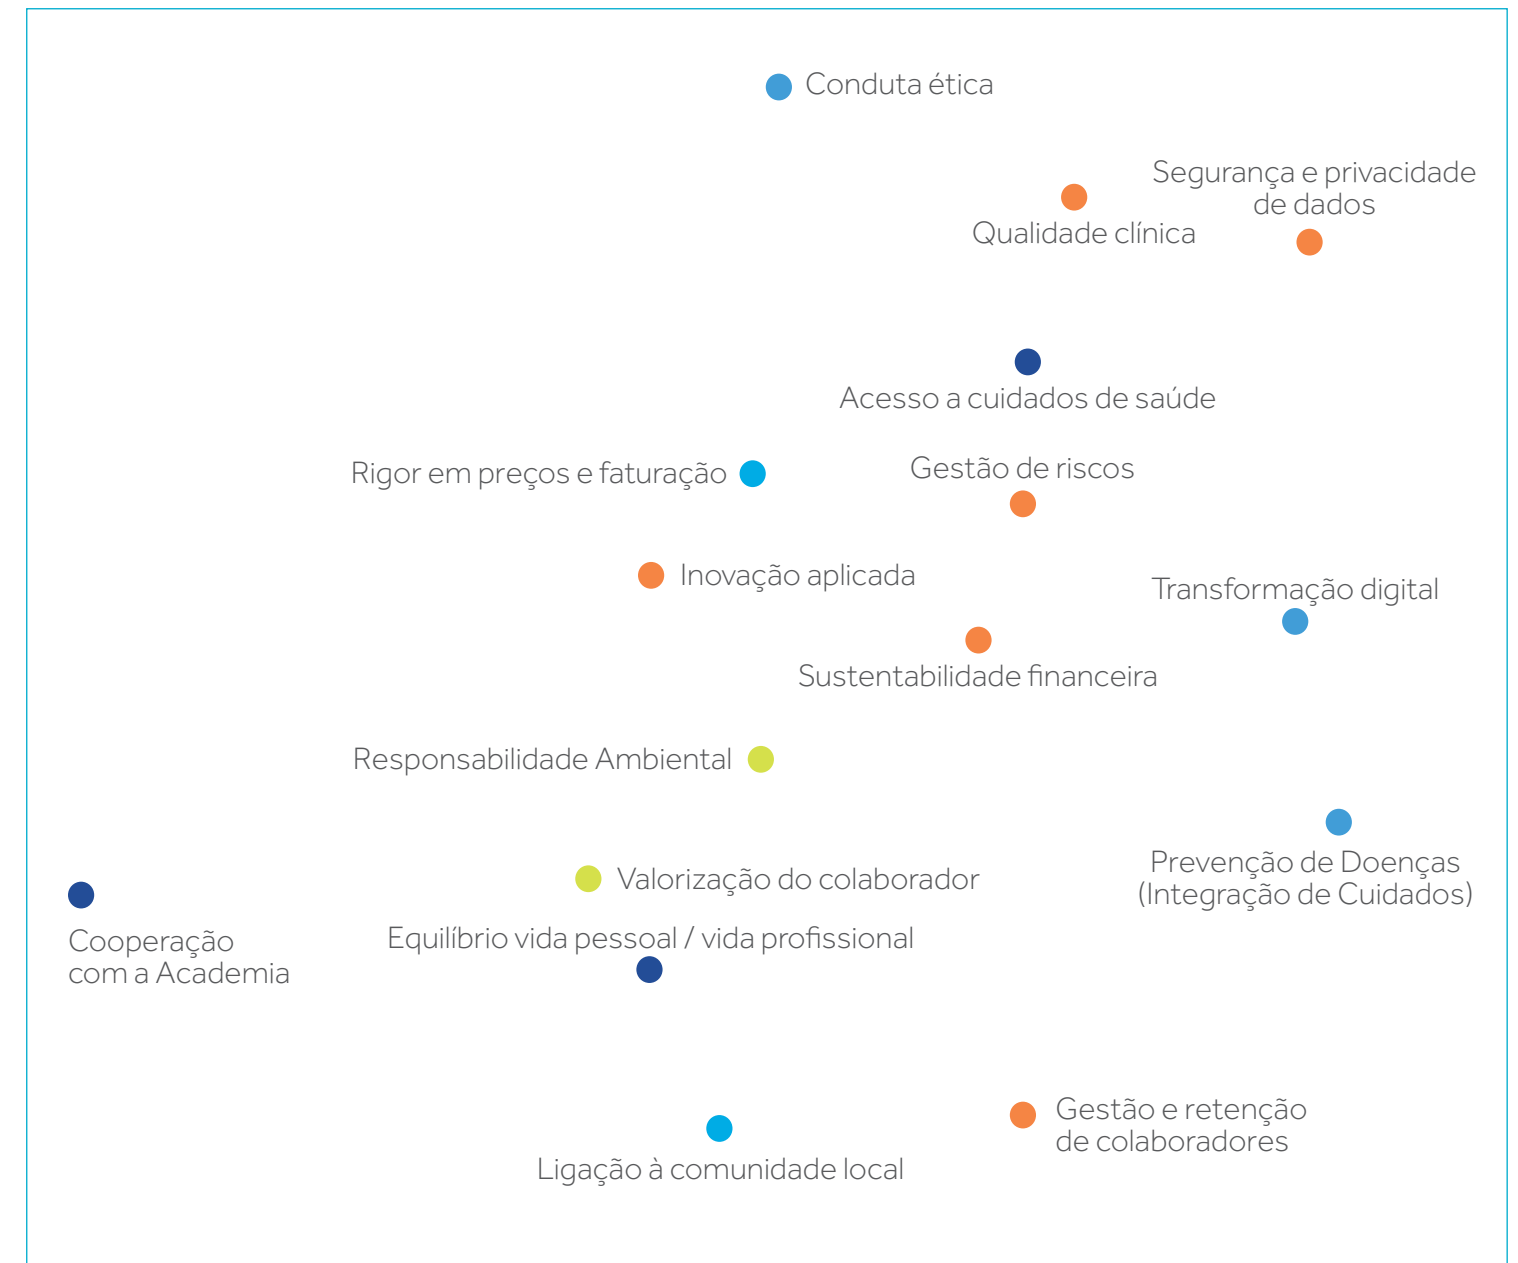 Conduta ética
Segurança e privacidade
de dados
Qualidade clínica
Acesso a cuidados de saúde
Rigor em preços e faturação
Gestão de riscos
Inovação aplicada
Transformação digital
Sustentabilidade financeira
Responsabilidade Ambiental
Prevenção de Doenças
(Integração de Cuidados)
Valorização do colaborador
Cooperação
com a Academia
Equilíbrio vida pessoal / vida profissional
Gestão e retenção
de colaboradores
Ligação à comunidade local